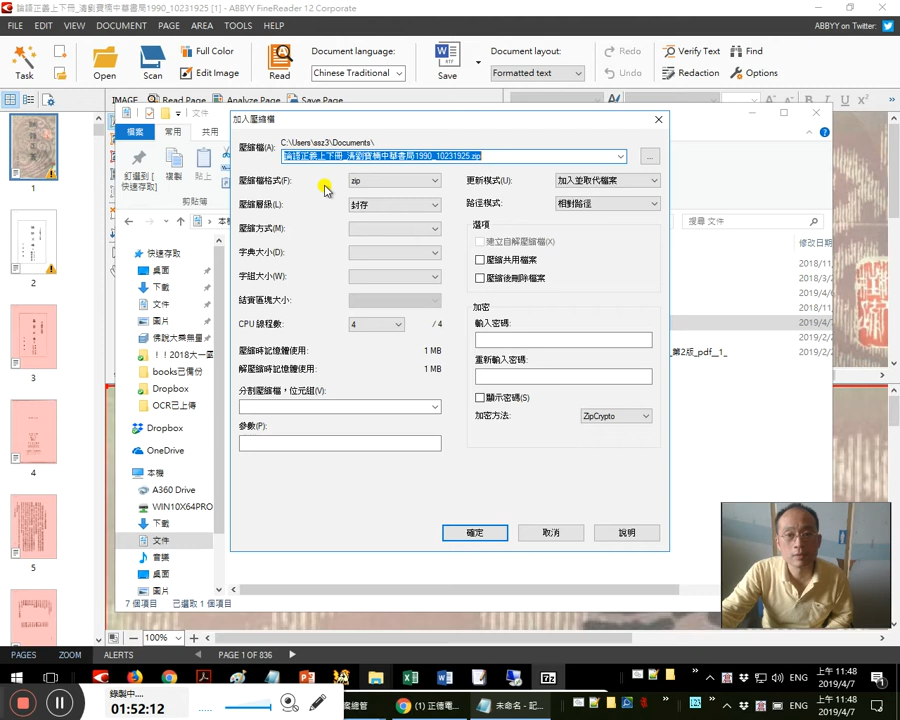 論語正義上下冊_清劉寶楠中華書局1990_10231925 [1] - ABBYY FineReader 12 Corporate
FILE EDIT VIEW DOCUMENT PAGE AREA TOOLS HELP
ABBYY on Twitter:
Task
Open
Scan
Full Color
Edit Image
Read
Document language:
Chinese Traditional
Save
Document layout:
Formatted text
Redo
Undo
Verify Text
Find
Redaction
Options
IMAGE Read Page Analyze Page Save Page
1
2
3
4
5
文件
檔案 常用 共用
釘選到 [
快速存取]
複製
貼上
剪貼簿
搜尋 文件
修改日期
2018/11
2018/3/
2019/4/
2018/11
2019/4/7
2019/2/
_第2版_pdf__1_
2019/2/
快速存取
桌面
下載
文件
圖片
佛說大乘無量
！！2018大一國
books已備份
Dropbox
OCR已上傳
Dropbox
OneDrive
本機
A360 Drive
WIN10X64PRO
下載
文件
音樂
桌面
圖片
7 個項目 已選取 1 個項目
加入壓縮檔
壓縮檔(A):
C:\Users\ssz3\Documents\
論語正義上下冊_清劉寶楠中華書局1990_10231925.zip
...
壓縮檔格式(F): zip
壓縮層級(L): 封存
壓縮方式(M):
字典大小(D):
字組大小(W):
結實區塊大小:
CPU 線程數: 4 / 4
壓縮時記憶體使用: 1 MB
解壓縮時記憶體使用: 1 MB
分割壓縮檔，位元組(V):
參數(P):
更新模式(U): 加入並取代檔案
路徑模式: 相對路徑
選項
建立自解壓縮檔(X)
壓縮共用檔案
壓縮後刪除檔案
加密
輸入密碼:
重新輸入密碼:
顯示密碼(S)
加密方法: ZipCrypto
確定 取消 說明
100%
PAGES ZOOM ALERTS PAGE 1 OF 836
ENG
上午 11:48
2019/4/7
錄製中....
01:52:12
案總管
(1) 正德電...
未命名 - 記...
ENG
上午 11:48
2019/4/7